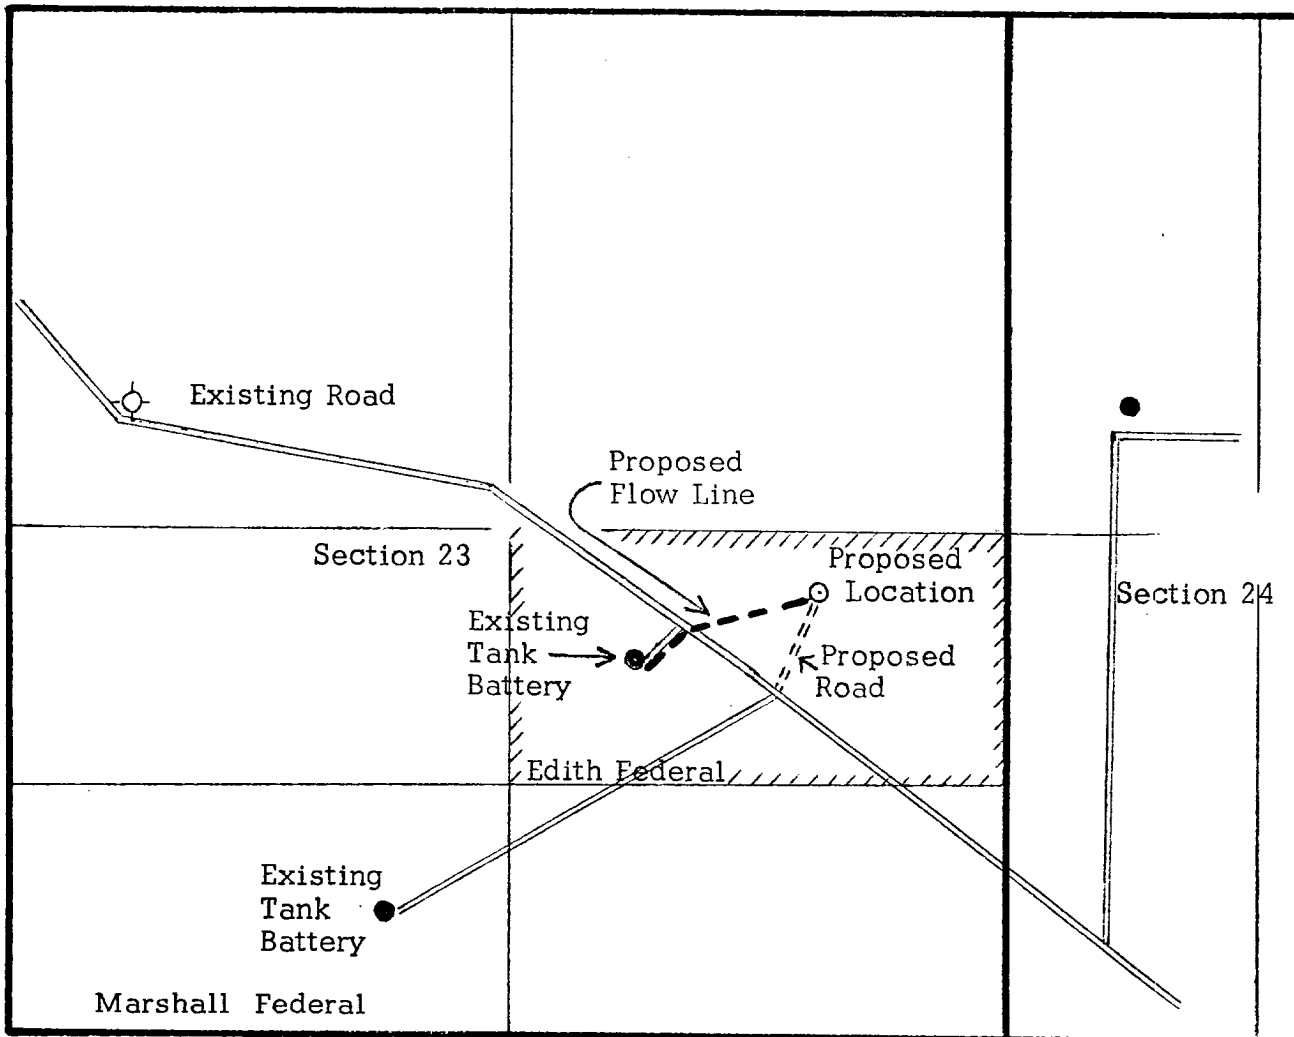 Existing Road
Proposed
Flow Line
Section 23
Proposed
Location
Section 24
Existing
Tank
Battery
Proposed
Road
Edith Federal
Existing
Tank
Battery
Marshall Federal